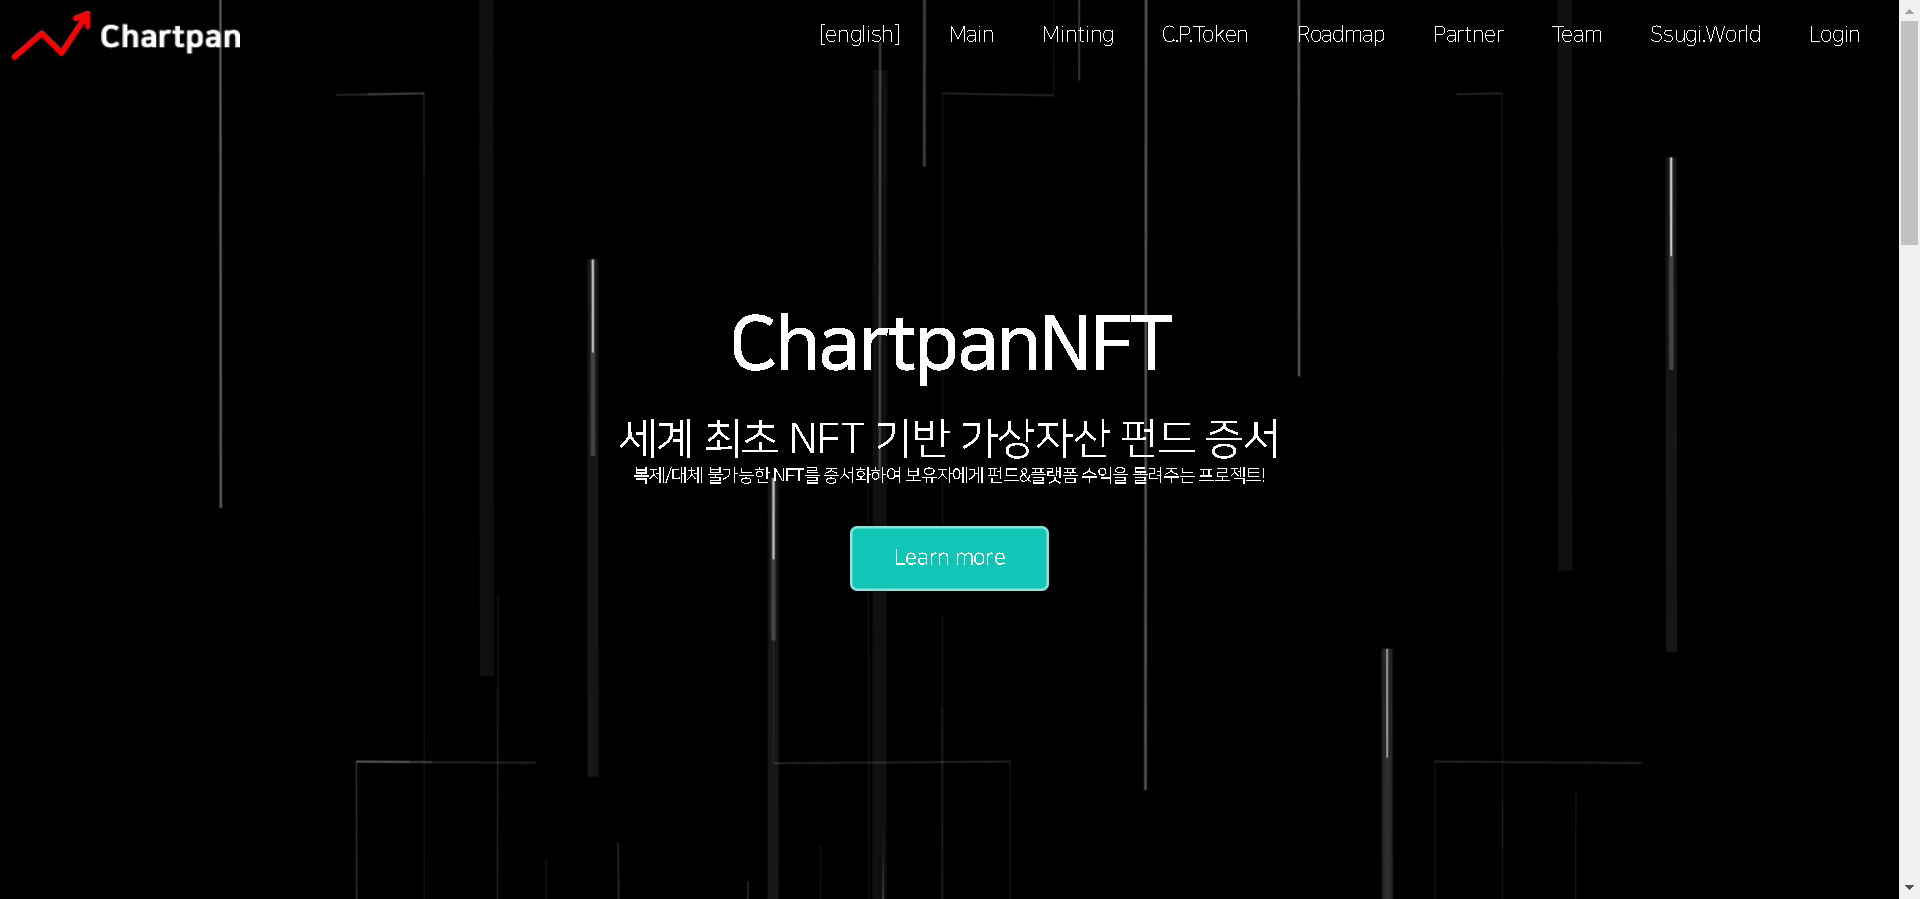 Chartpan
[english] Main Minting C.P.Token Roadmap Partner Team Ssugi.World Login
ChartpanNFT
세계 최초 NFT 기반 가상자산 펀드 증서
복제/대체 불가능한 NFT를 증서화하여 보유자에게 펀드&플랫폼 수익을 돌려주는 프로젝트!
Learn more